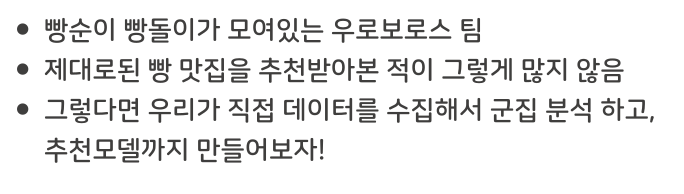 • 빵순이 빵돌이가 모여있는 우로보로스 팀
• 제대로된 빵 맛집을 추천받아본 적이 그렇게 많지 않음
• 그렇다면 우리가 직접 데이터를 수집해서 군집 분석 하고,
추천모델까지 만들어보자!